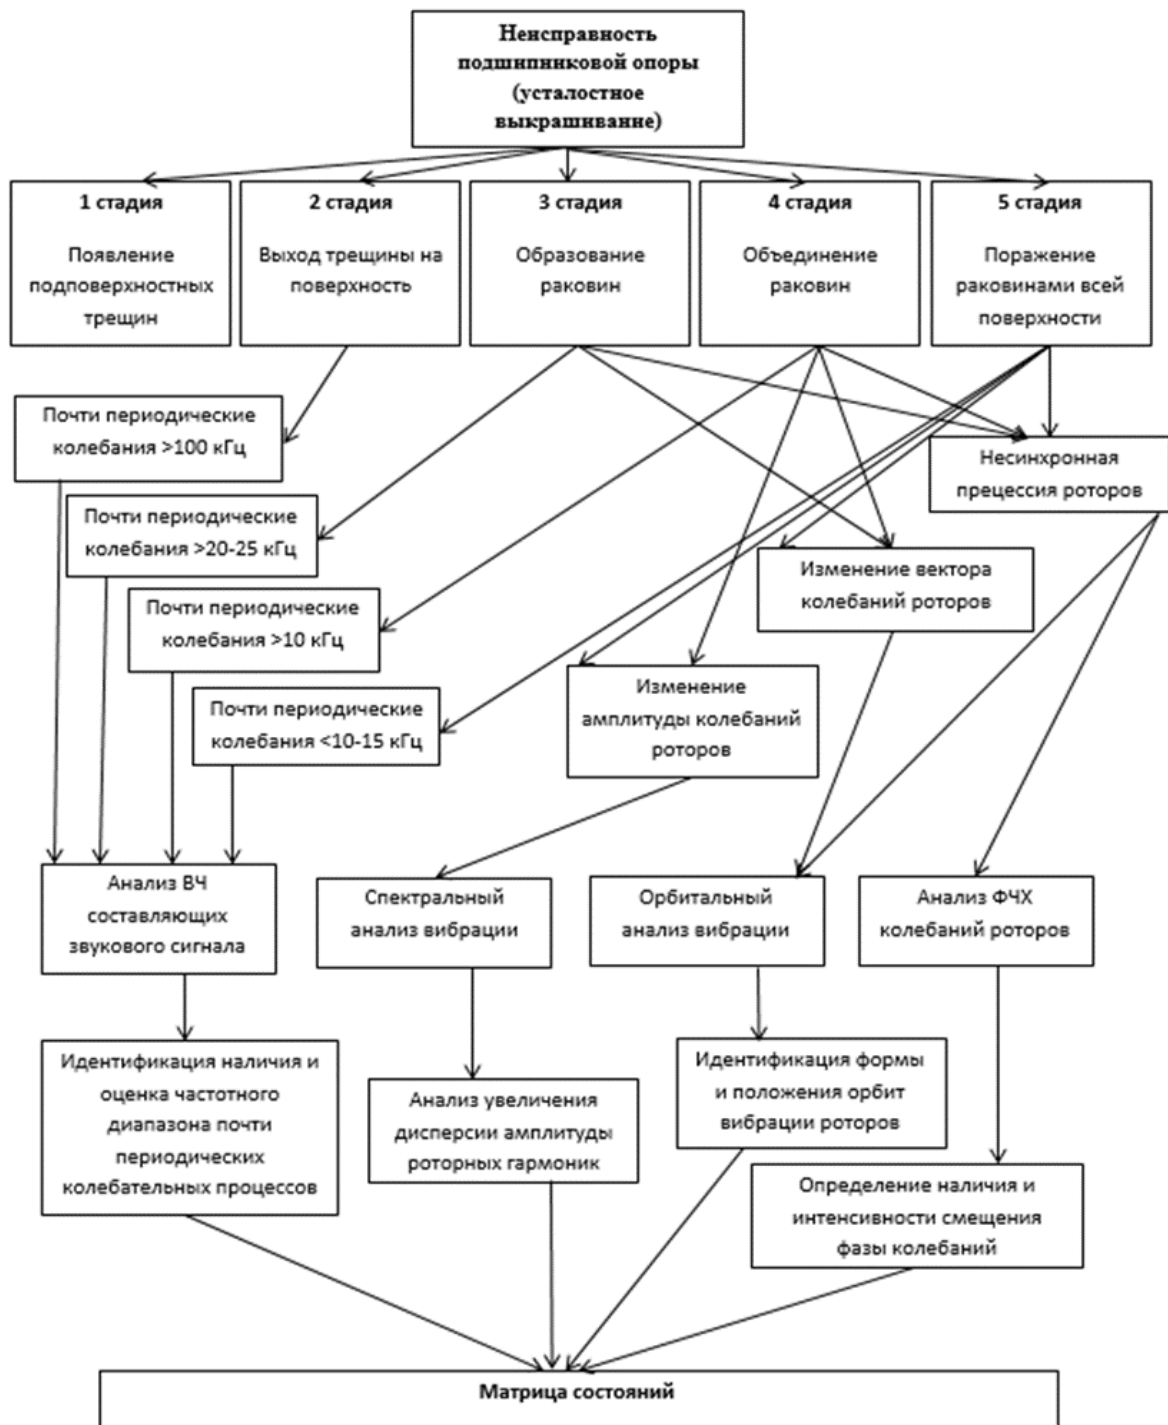 Неисправность
подшипниковой опоры
(усталостное
выкрашивание)
1 стадия
Появление
подповерхностных
трещин
2 стадия
Выход трещины на
поверхность
3 стадия
Образование
раковин
4 стадия
Объединение
раковин
5 стадия
Поражение
раковинами всей
поверхности
Почти периодические
колебания >100 кГц
Несинхронная
прецессия роторов
Почти периодические
колебания >20-25 кГц
Изменение вектора
колебаний роторов
Почти периодические
колебания >10 кГц
Изменение
амплитуды колебаний
роторов
Почти периодические
колебания <10-15 кГц
Анализ ВЧ
составляющих
звукового сигнала
Спектральный
анализ вибрации
Орбитальный
анализ вибрации
Анализ ФЧХ
колебаний роторов
Идентификация наличия и
оценка частотного
диапазона почти
периодических
колебательных процессов
Анализ увеличения
дисперсии амплитуды
роторных гармоник
Идентификация формы
и положения орбит
вибрации роторов
Определение наличия и
интенсивности смещения
фазы колебаний
Матрица состояний